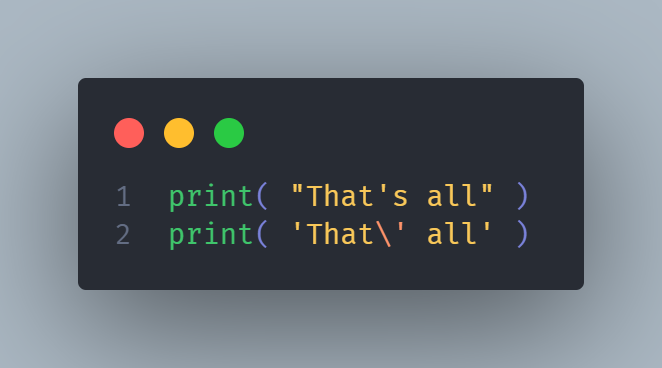 1 print( "That's all" )
2 print( 'That\' all' )